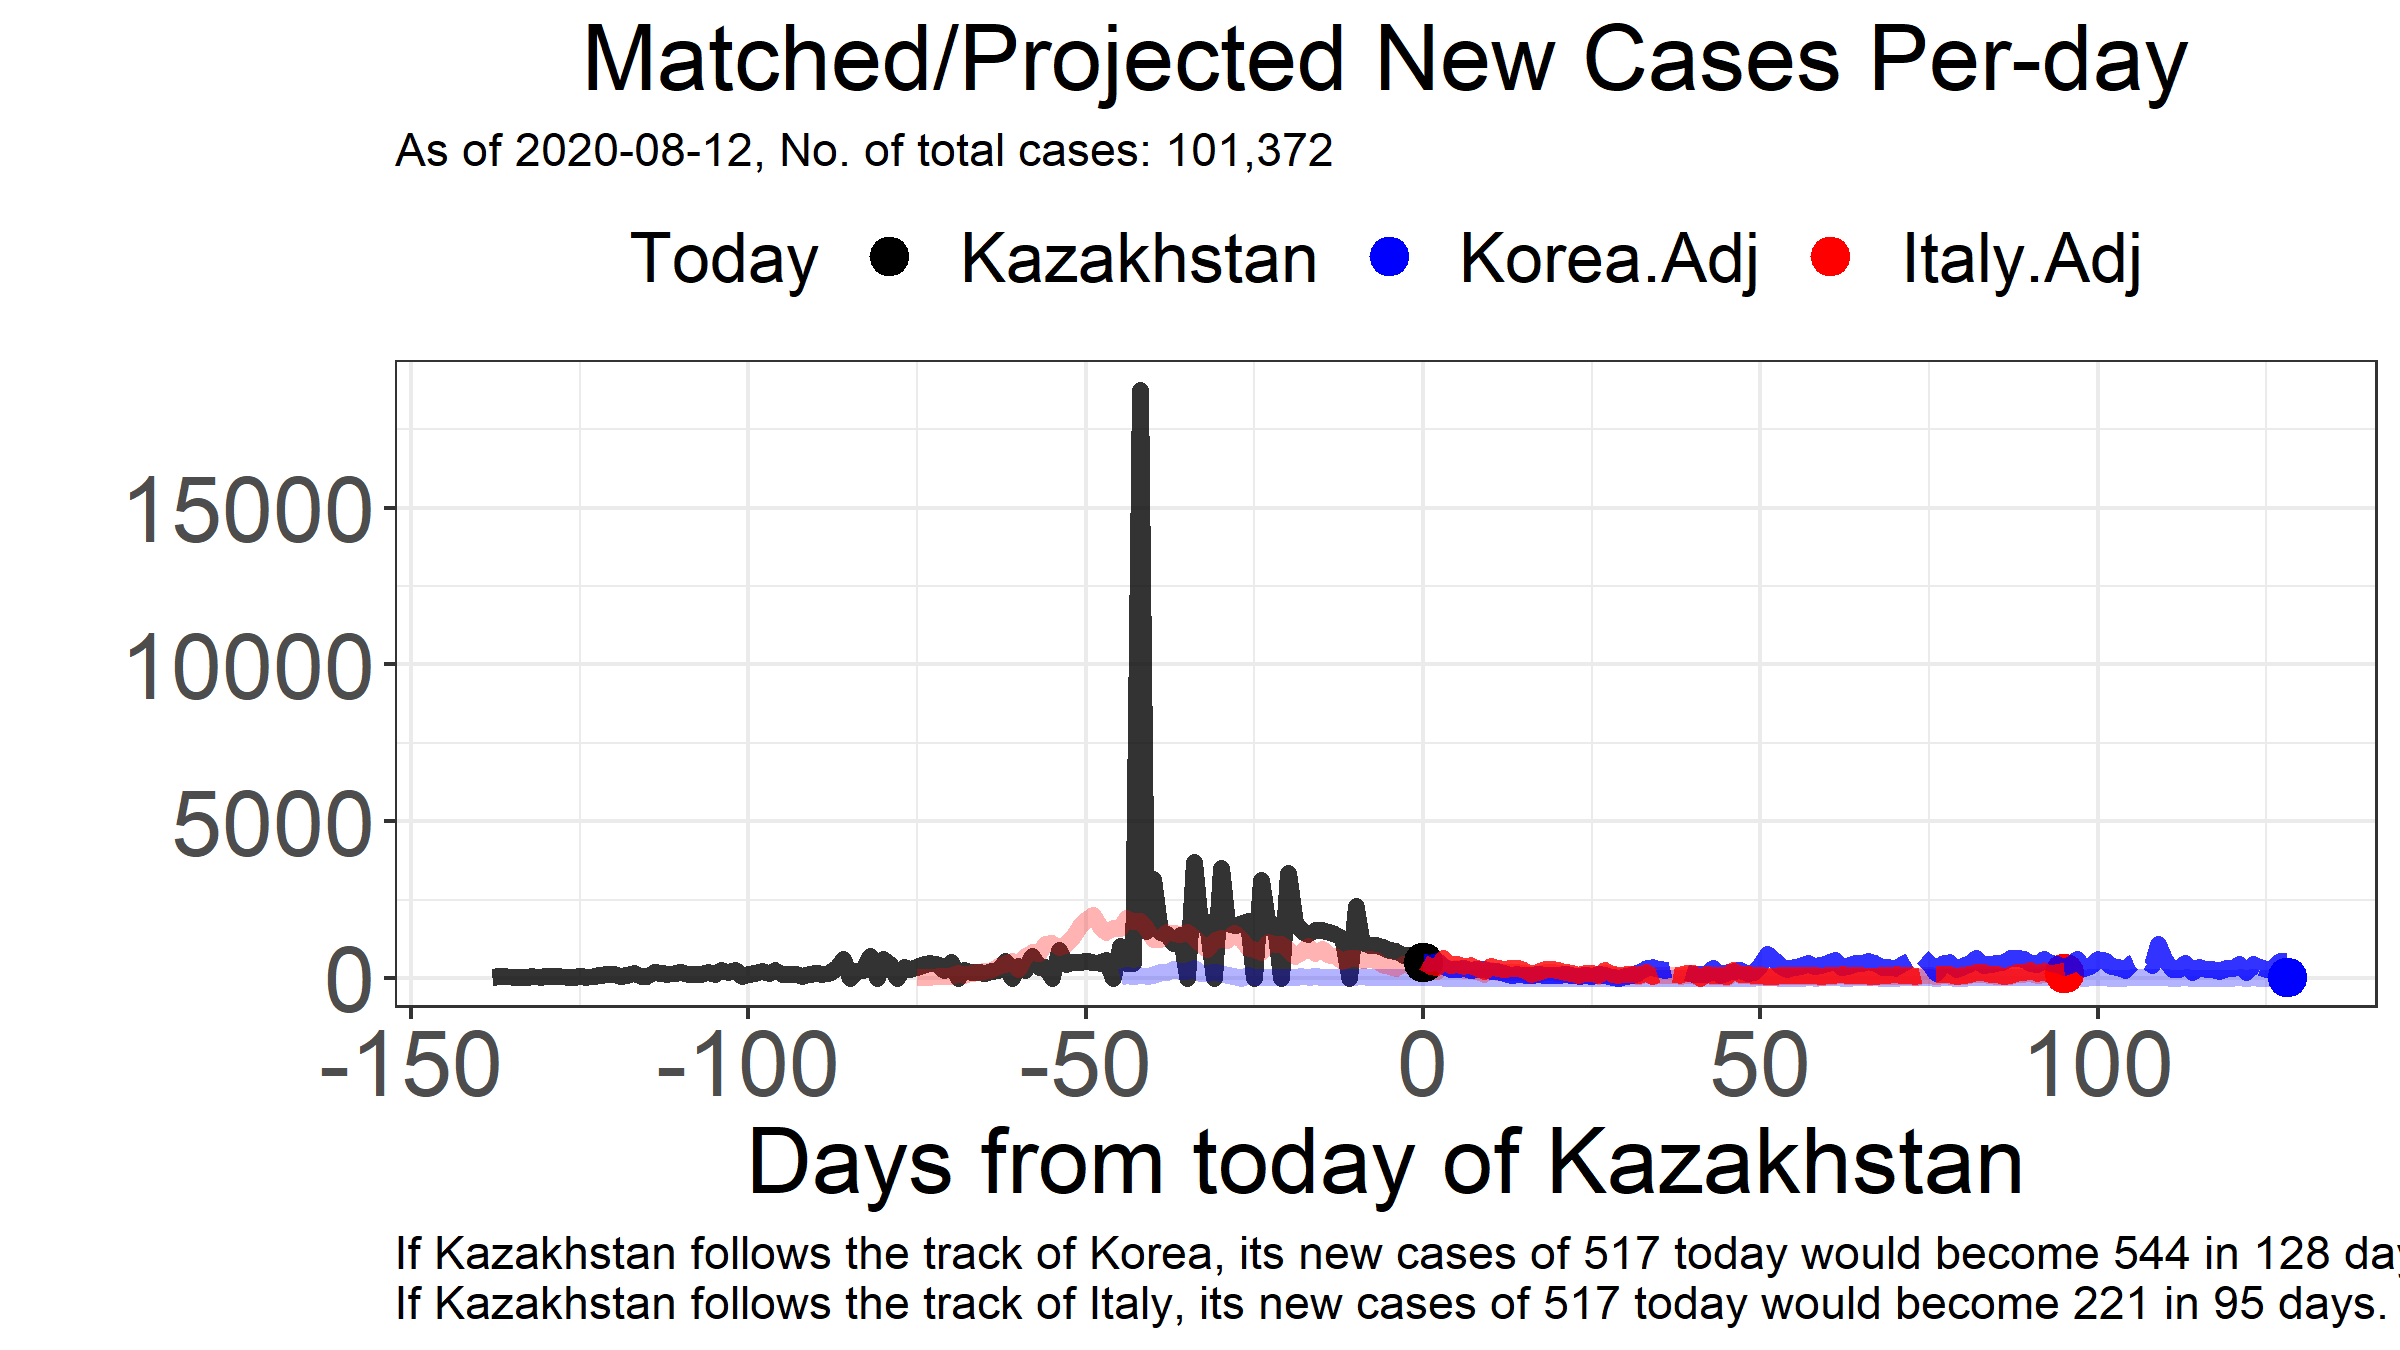 Matched/Projected New Cases Per-day
As of 2020-08-12, No. of total cases: 101,372
Today Kazakhstan Korea.Adj Italy.Adj
15000
10000
5000
0
-150 -100 -50 0 50 100
Days from today of Kazakhstan
If Kazakhstan follows the track of Korea, its new cases of 517 today would become 544 in 128
If Kazakhstan follows the track of Italy, its new cases of 517 today would become 221 in 95 days.